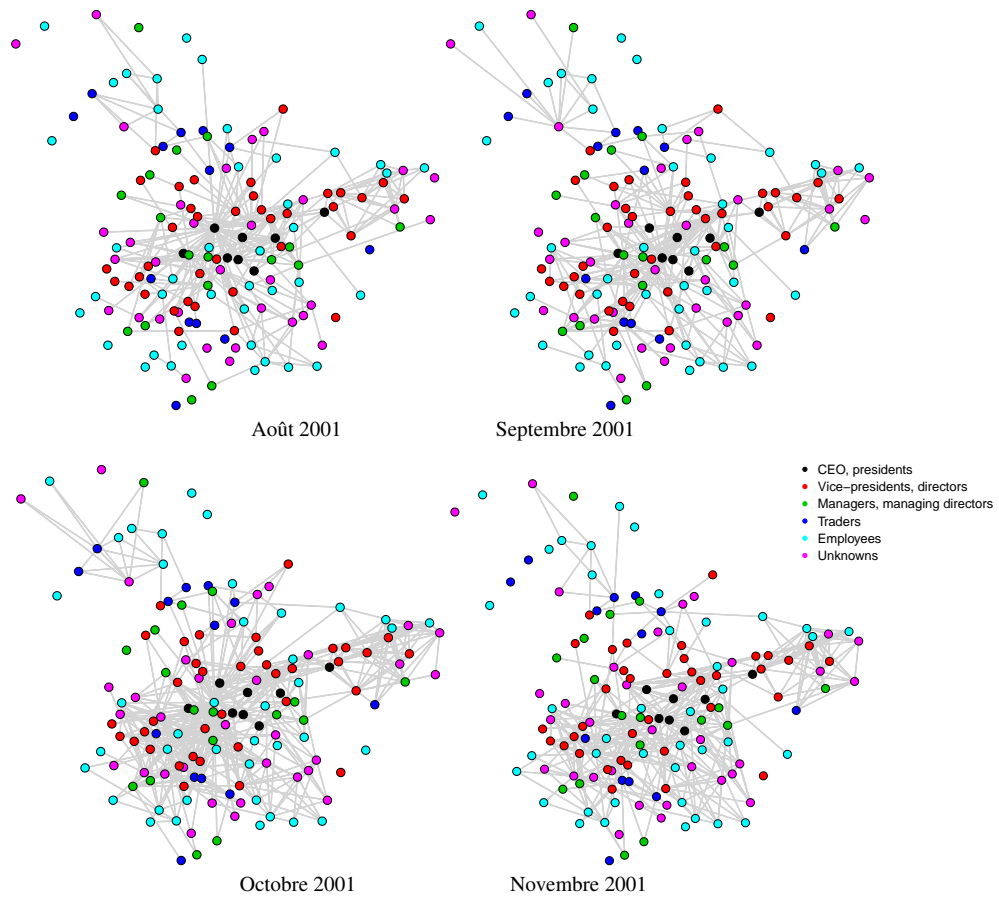 Août 2001
Septembre 2001
CEO, presidents
Vice−presidents, directors
Managers, managing directors
Traders
Employees
Unknowns
Octobre 2001
Novembre 2001